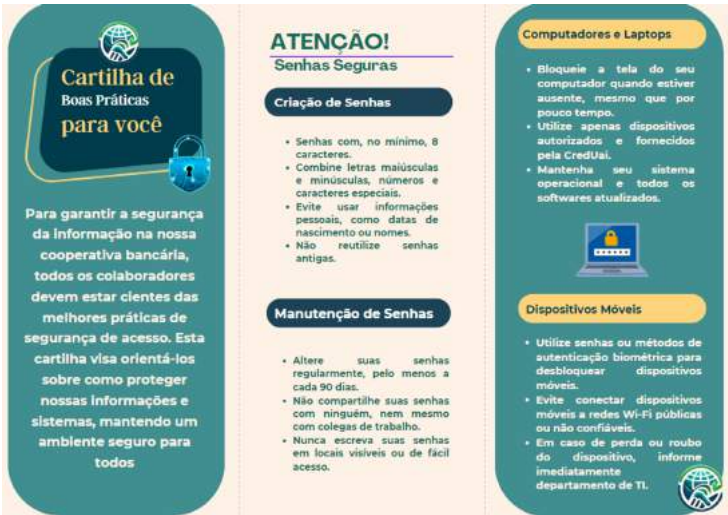 Cartilha de
Boas Práticas
para você
Para garantir a segurança
da informação na nossa
cooperativa bancária,
todos os colaboradores
devem estar cientes das
melhores práticas de
segurança de acesso. Esta
cartilha visa orientá-los
sobre como proteger
nossas informações e
sistemas, mantendo um
ambiente seguro para
todos
ATENÇÃO!
Senhas Seguras
Criação de Senhas
• Senhas com, no mínimo, 8
caracteres.
• Combine letras maiúsculas
e minúsculas, números e
caracteres especiais.
• Evite usar informações
pessoais, como datas de
nascimento ou nomes.
• Não reutilize senhas
antigas.
Manutenção de Senhas
• Altere suas senhas
regularmente, pelo menos a
cada 90 dias.
• Não compartilhe suas senhas
com ninguém, nem mesmo
com colegas de trabalho.
• Nunca escreva suas senhas
em locais visíveis ou de fácil
acesso.
Computadores e Laptops
• Bloqueie a tela do seu
computador quando estiver
ausente, mesmo que por
pouco tempo.
• Utilize apenas dispositivos
autorizados e fornecidos
pela CredUai.
• Mantenha seu sistema
operacional e todos os
softwares atualizados.
Dispositivos Móveis
• Utilize senhas ou métodos de
autenticação biométrica para
desbloquear dispositivos
móveis.
• Evite conectar dispositivos
móveis a redes Wi-Fi públicas
ou não confiáveis.
• Em caso de perda ou roubo
do dispositivo, informe
imediatamente
departamento de TI.